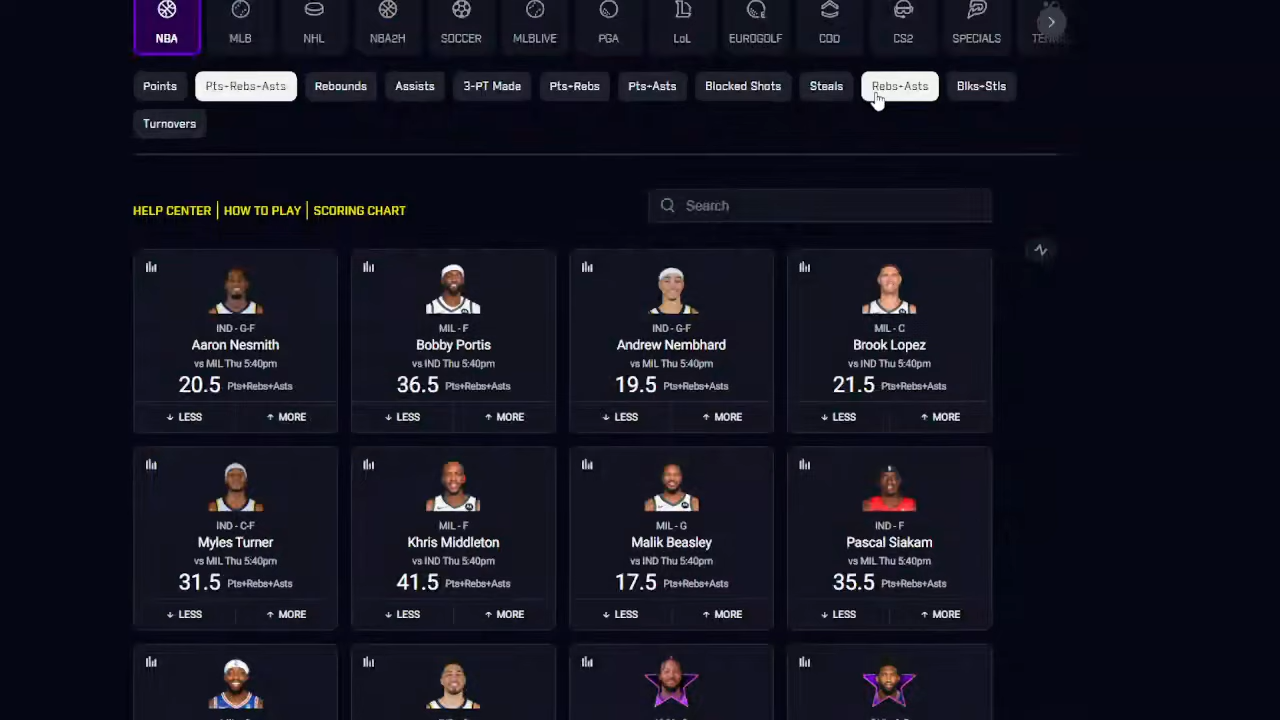 NBA MLB NHL NBA2H SOCCER MLBLIVE PGA LoL EUROGOLF COD CS2 SPECIALS
Points Pts-Rebs-Asts Rebounds Assists 3-PT Made Pts-Rebs Pts-Asts Blocked Shots Steals Rebs-Asts Blks-Stls
Turnovers
HELP CENTER | HOW TO PLAY | SCORING CHART Search
IND - G-F MIL - F IND - G-F MIL - C
Aaron Nesmith Bobby Portis Andrew Nembhard Brook Lopez
vs MIL Thu 5:40pm vs IND Thu 5:40pm vs MIL Thu 5:40pm vs IND Thu 5:40pm
20.5 Pts+Rebs+Asts 36.5 Pts+Rebs+Asts 19.5 Pts+Rebs+Asts 21.5 Pts+Rebs+Asts
↓ LESS ↑ MORE ↓ LESS ↑ MORE ↓ LESS ↑ MORE ↓ LESS ↑ MORE
IND - C-F MIL - F MIL - G IND - F
Myles Turner Khris Middleton Malik Beasley Pascal Siakam
vs MIL Thu 5:40pm vs IND Thu 5:40pm vs IND Thu 5:40pm vs MIL Thu 5:40pm
31.5 Pts+Rebs+Asts 41.5 Pts+Rebs+Asts 17.5 Pts+Rebs+Asts 35.5 Pts+Rebs+Asts
↓ LESS ↑ MORE ↓ LESS ↑ MORE ↓ LESS ↑ MORE ↓ LESS ↑ MORE